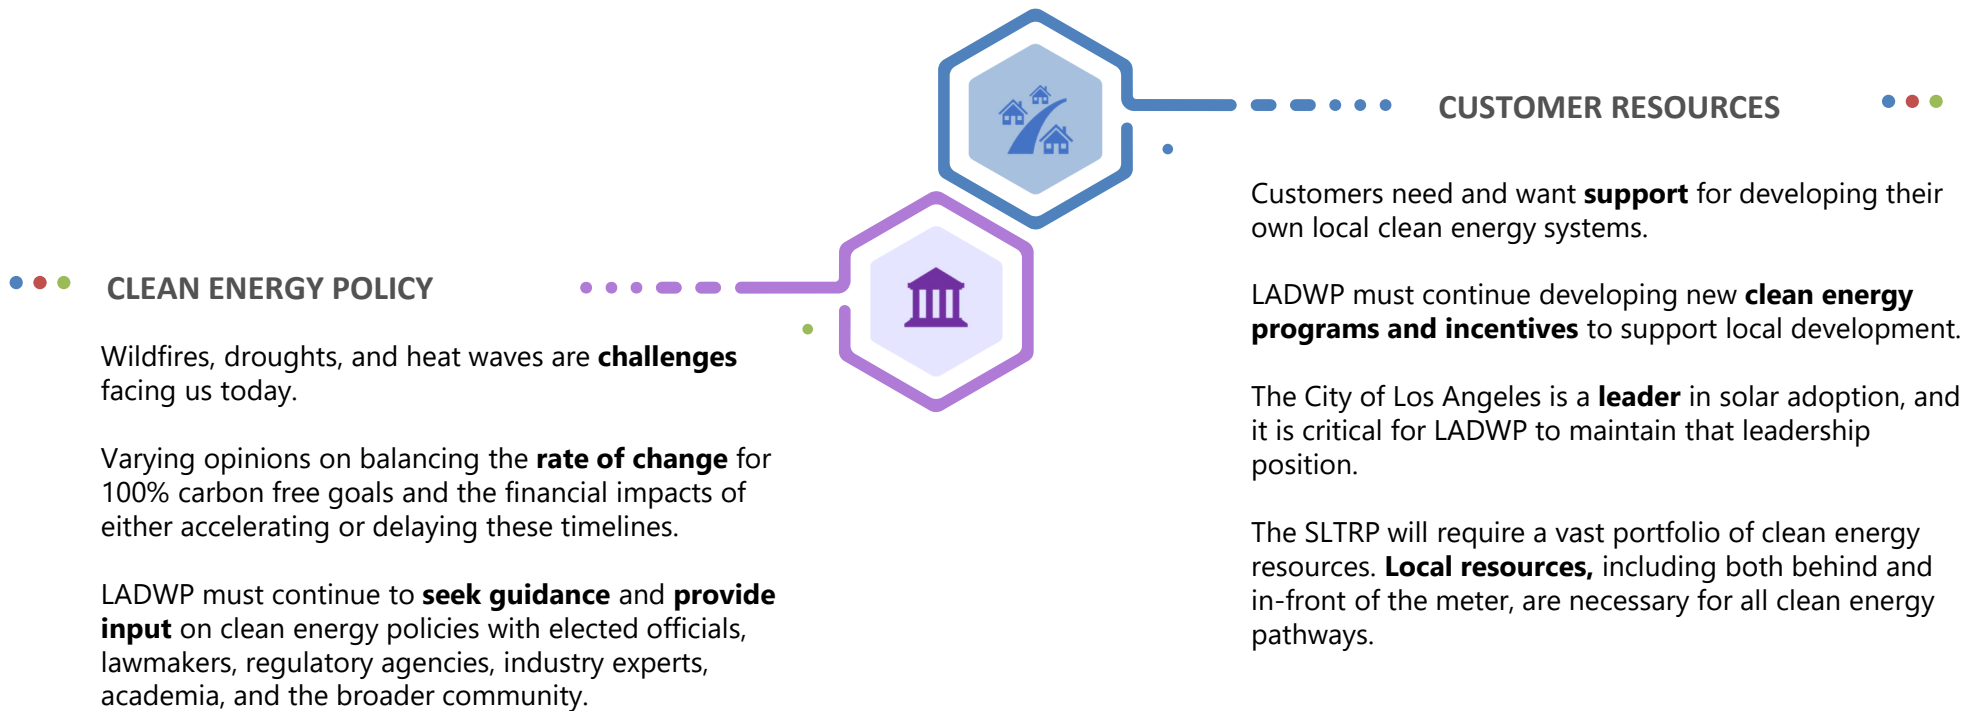 CLEAN ENERGY POLICY
Wildfires, droughts, and heat waves are challenges
facing us today.
Varying opinions on balancing the rate of change for
100% carbon free goals and the financial impacts of
either accelerating or delaying these timelines.
LADWP must continue to seek guidance and provide
input on clean energy policies with elected officials,
lawmakers, regulatory agencies, industry experts,
academia, and the broader community.
CUSTOMER RESOURCES
Customers need and want support for developing their
own local clean energy systems.
LADWP must continue developing new clean energy
programs and incentives to support local development.
The City of Los Angeles is a leader in solar adoption, and
it is critical for LADWP to maintain that leadership
position.
The SLTRP will require a vast portfolio of clean energy
resources. Local resources, including both behind and
in-front of the meter, are necessary for all clean energy
pathways.